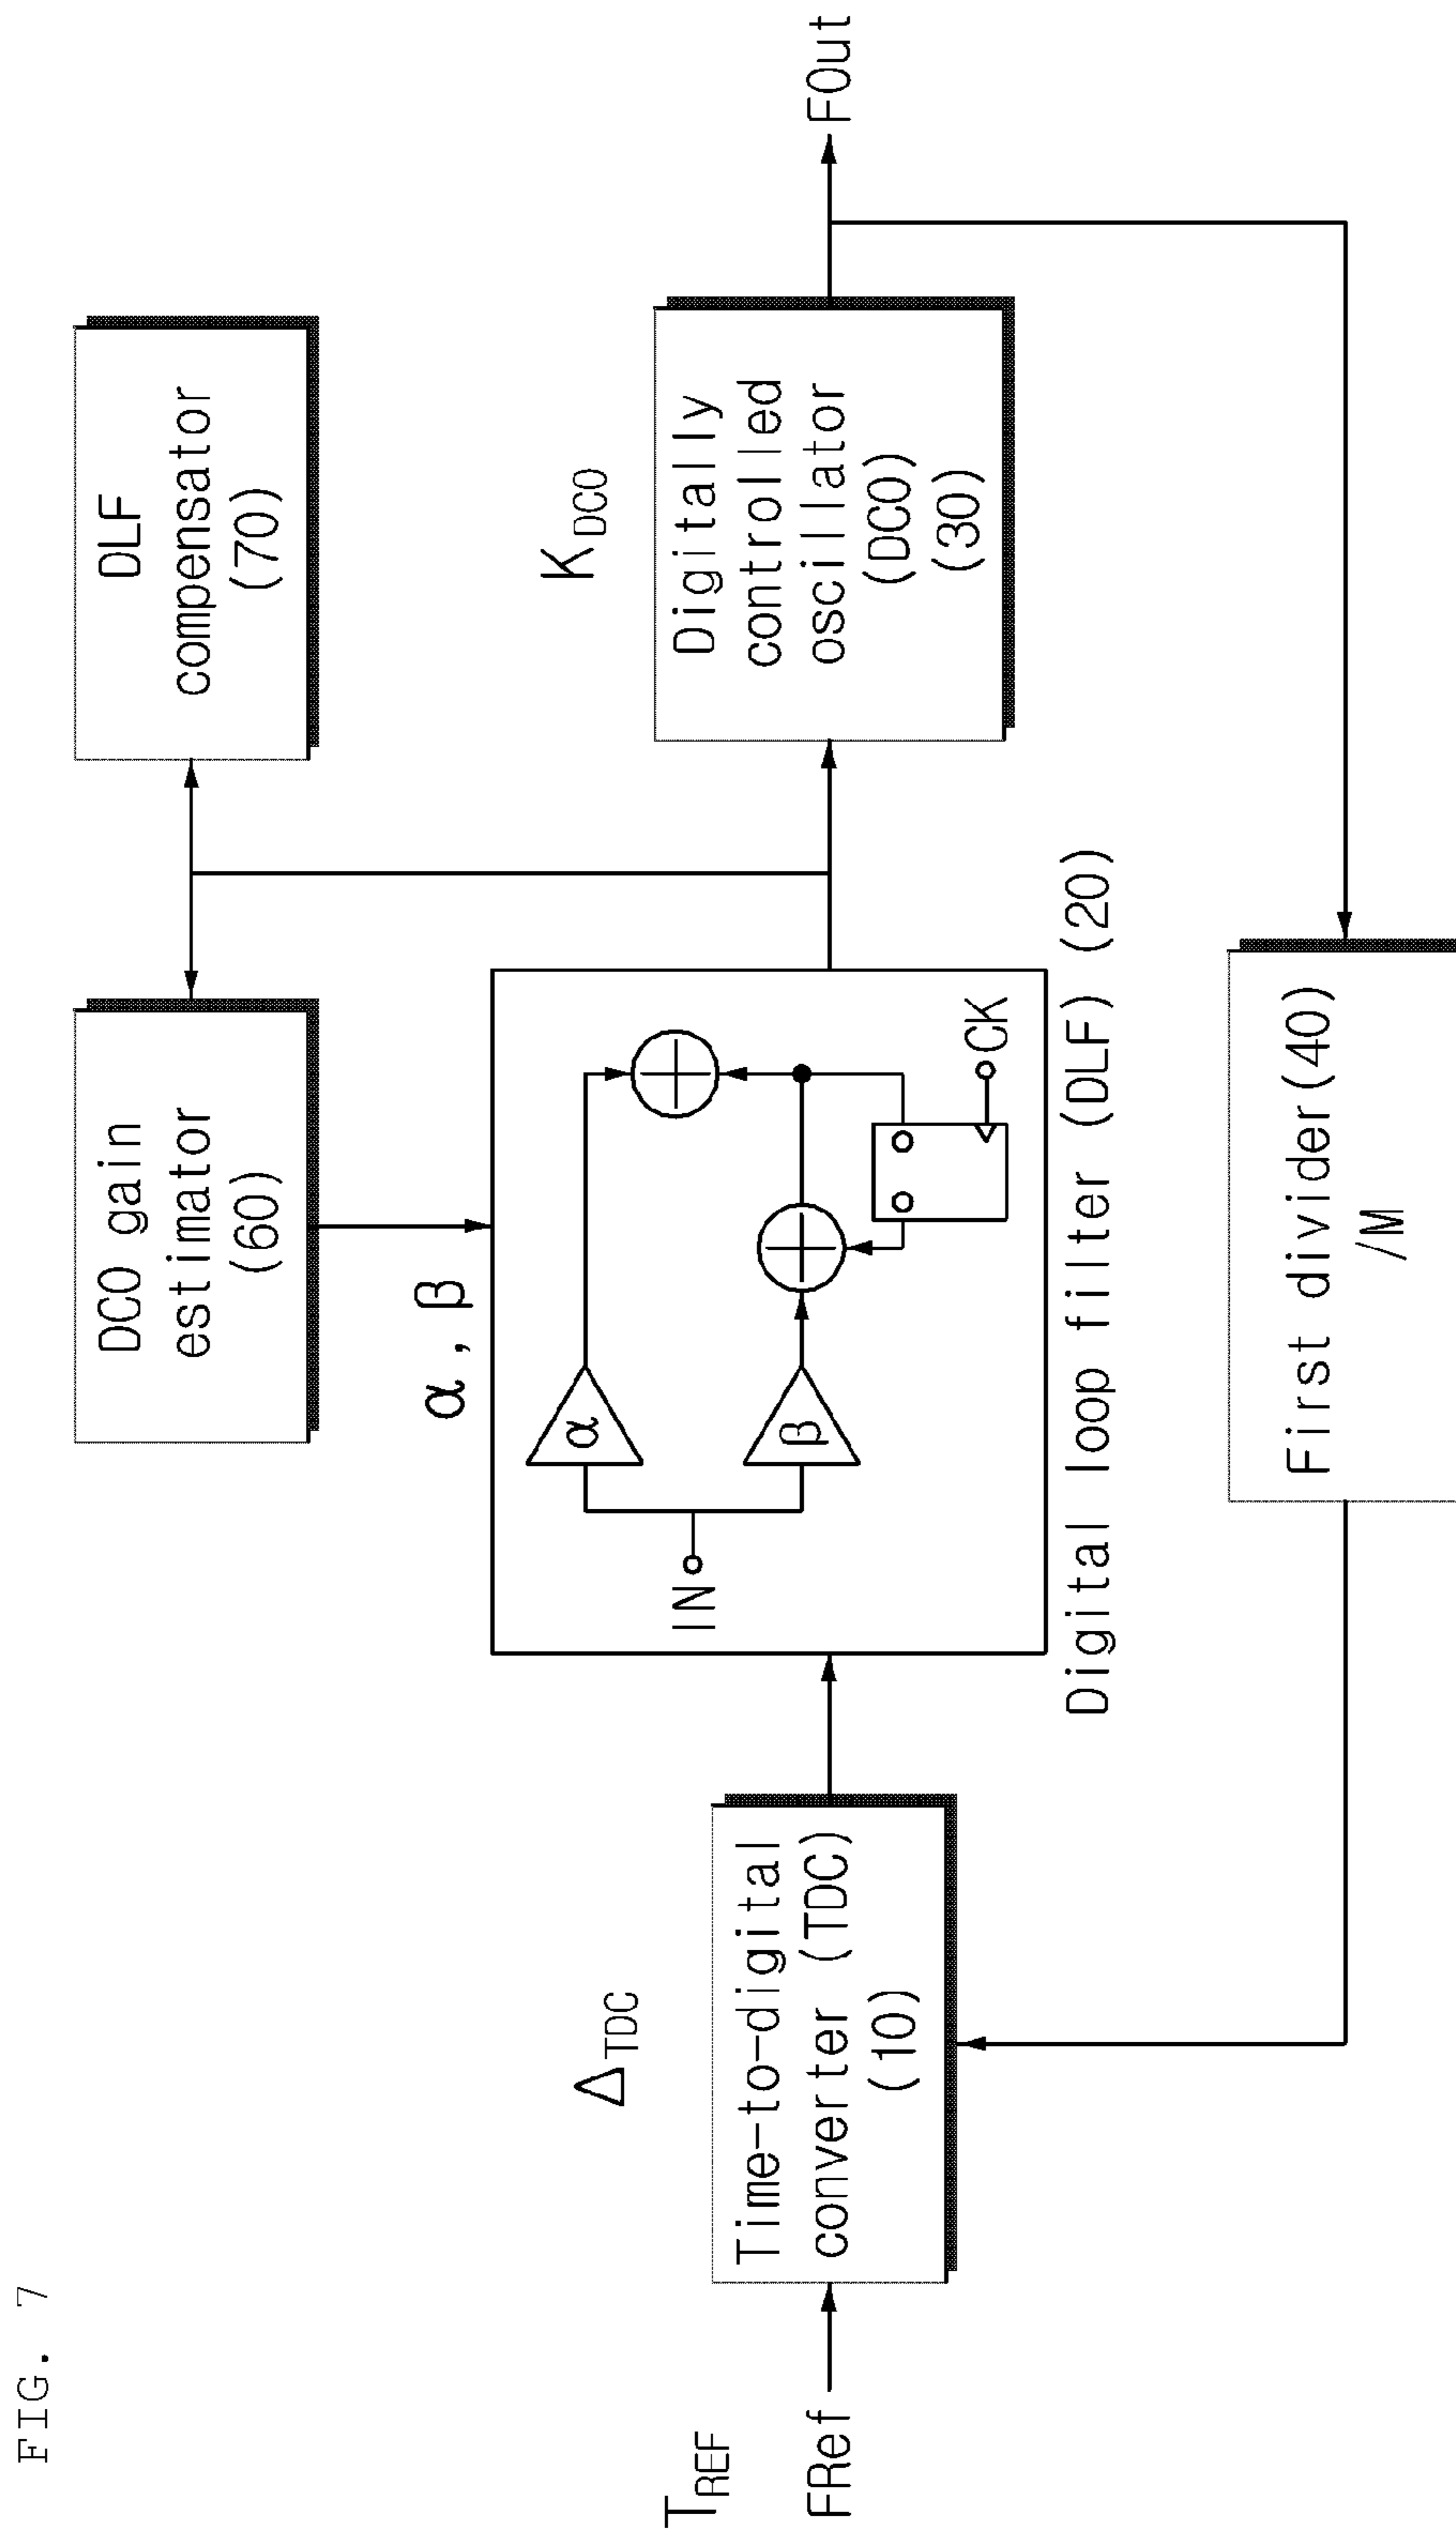 FIG. 7
DCO gain
estimator
(60)
DLF
compensator
(70)
α, β
T_REF
FRef
Δ_TDC
Time-to-digital
converter (TDC)
(10)
IN
α
β
CK
Digital loop filter (DLF) (20)
K_DCO
Digitally
controlled
oscillator
(DCO)
(30)
FOut
First divider(40)
/M